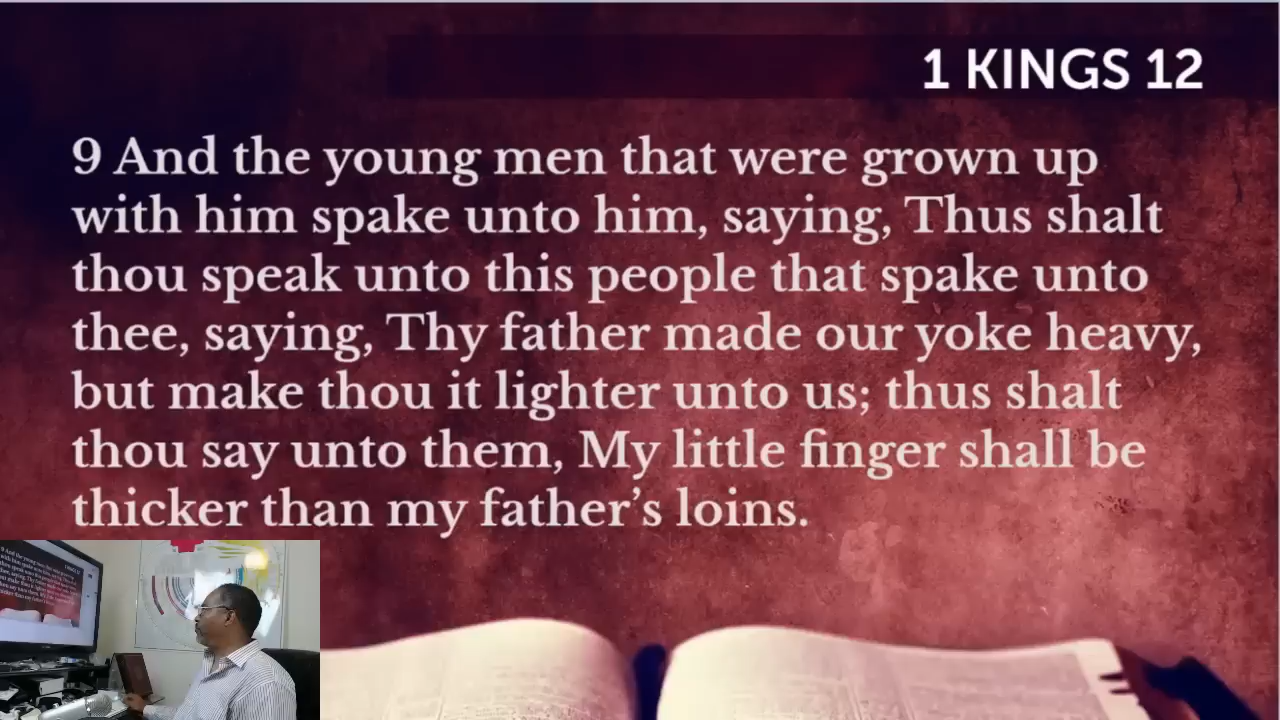 1 KINGS 12
9 And the young men that were grown up
with him spake unto him, saying, Thus shalt
thou speak unto this people that spake unto
thee, saying, Thy father made our yoke heavy,
but make thou it lighter unto us; thus shalt
thou say unto them, My little finger shall be
thicker than my father’s loins.